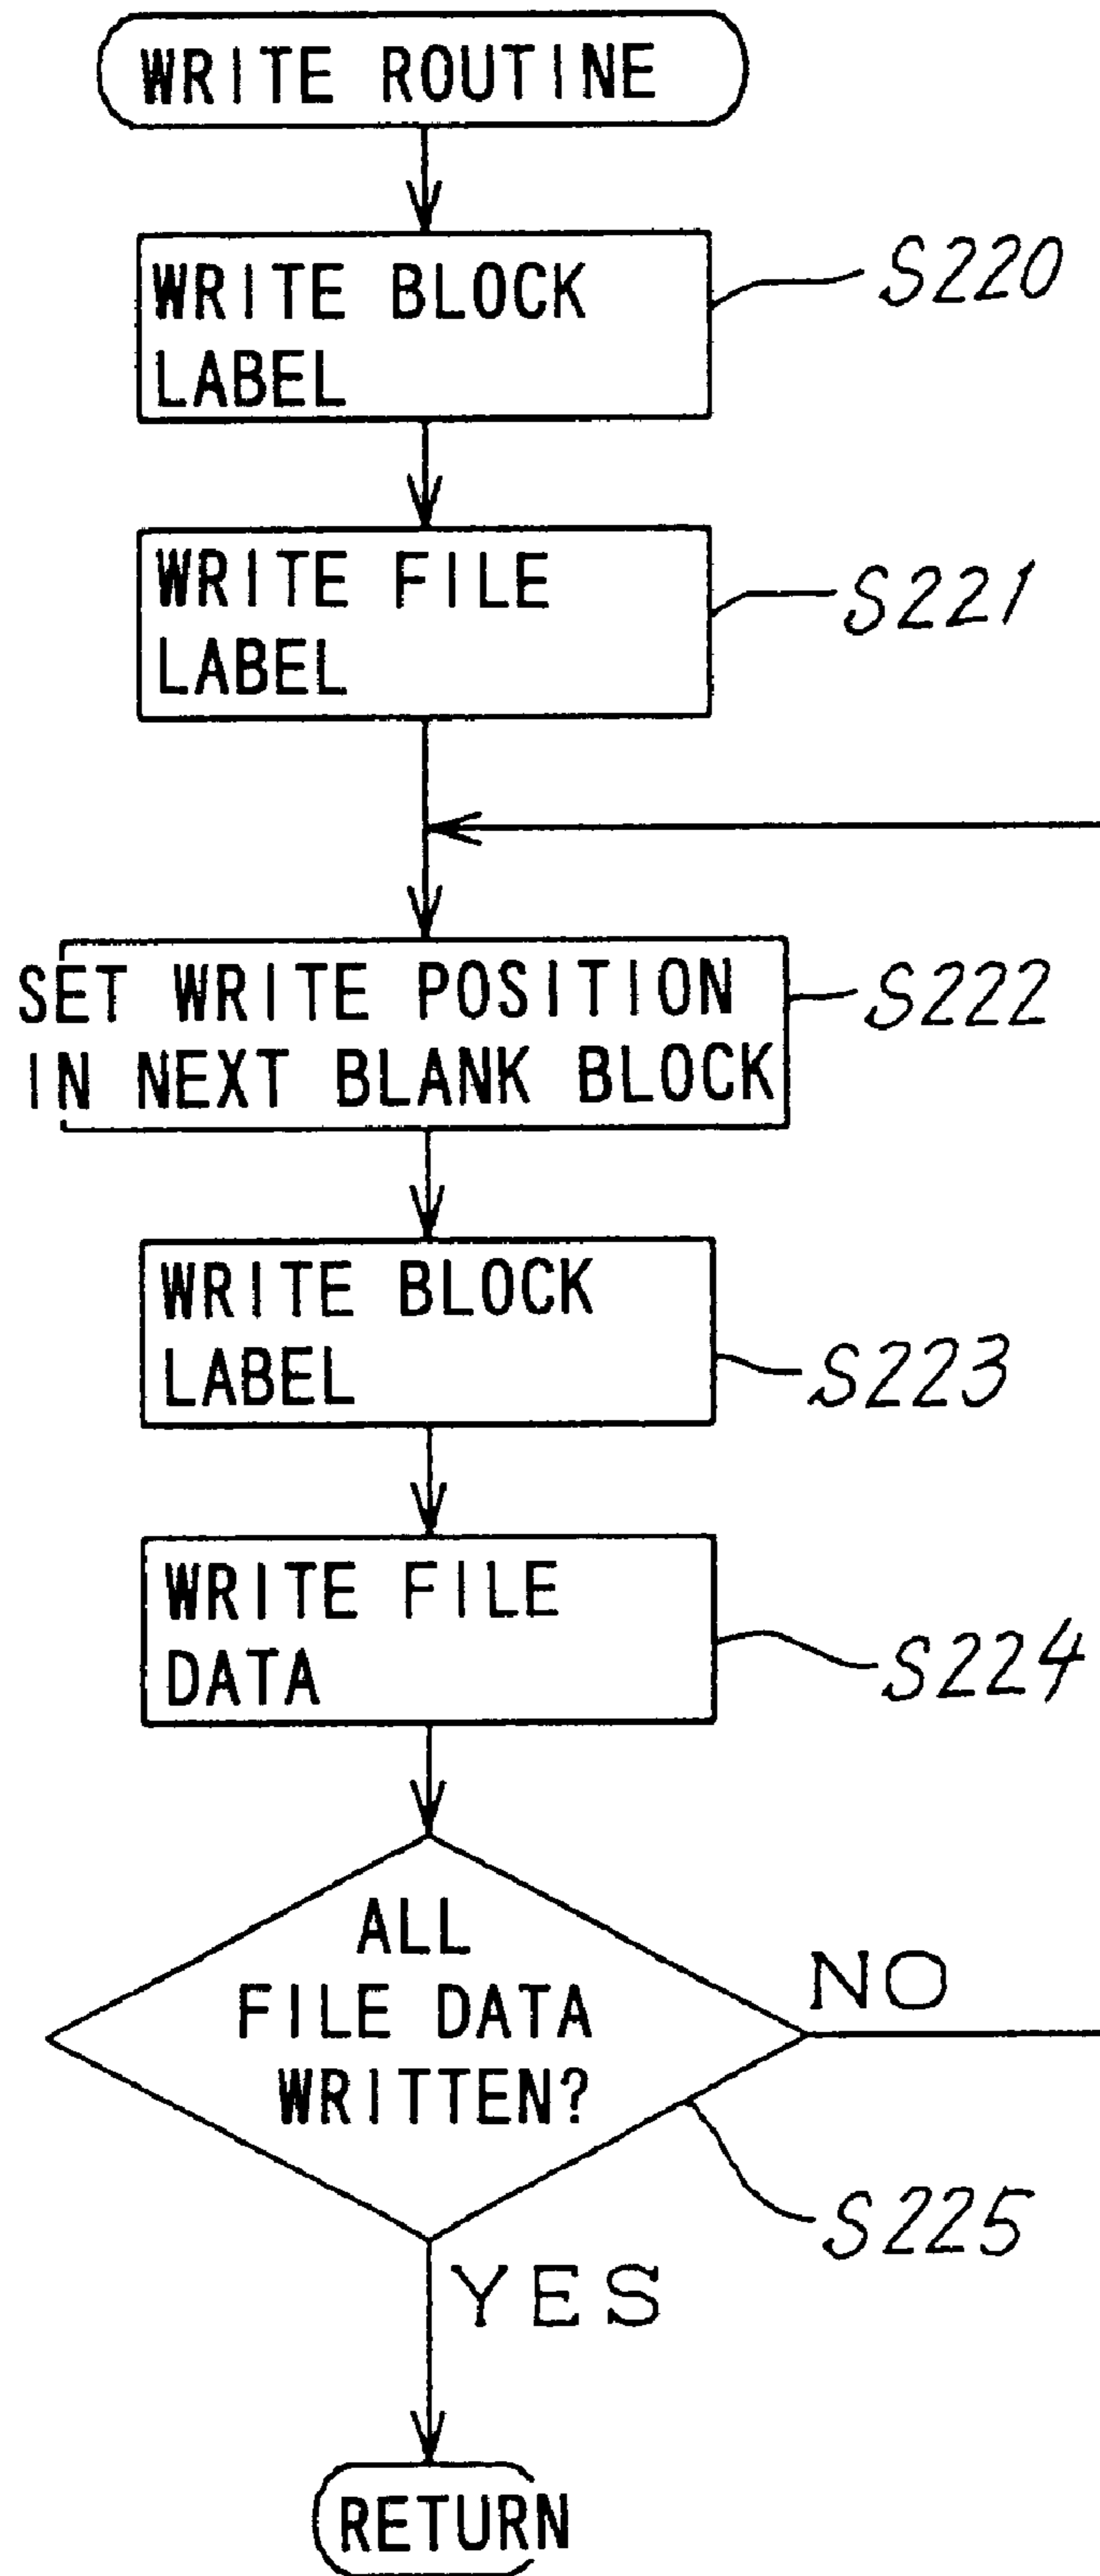 WRITE ROUTINE
WRITE BLOCK
LABEL
S220
WRITE FILE
LABEL
S221
SET WRITE POSITION
IN NEXT BLANK BLOCK
S222
WRITE BLOCK
LABEL
S223
WRITE FILE
DATA
S224
ALL
FILE DATA
WRITTEN?
NO
S225
YES
RETURN